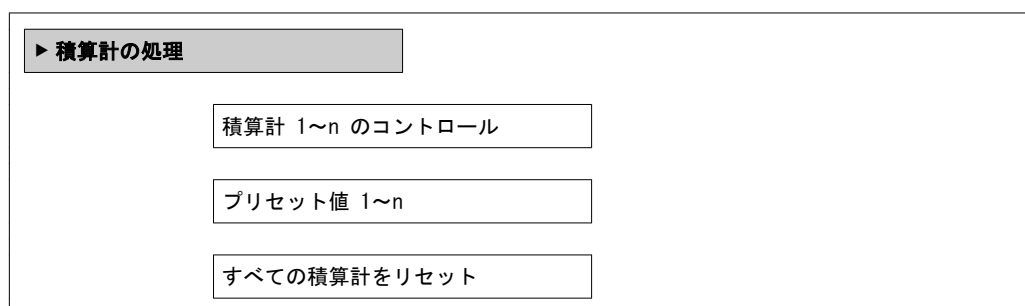 ▶ 積算計の処理
積算計 1～n のコントロール
プリセット値 1～n
すべての積算計をリセット